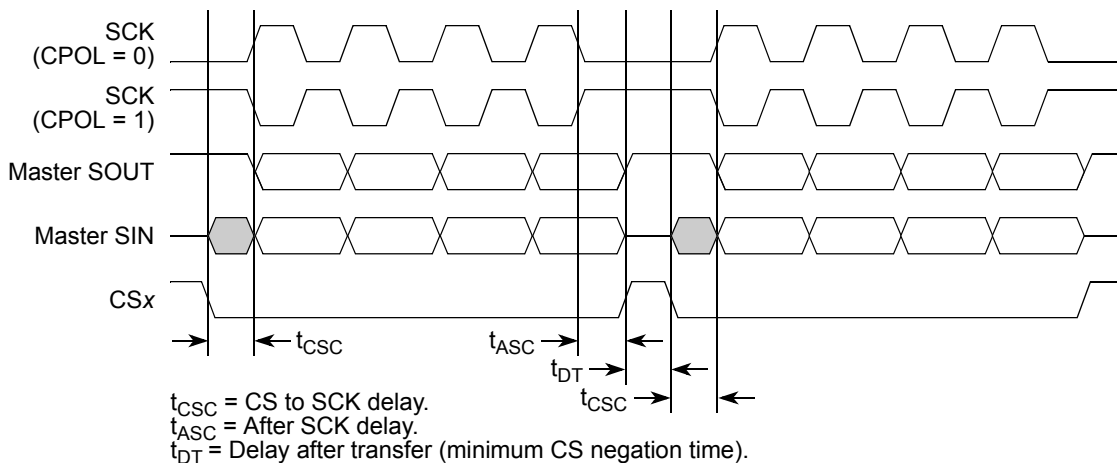 SCK
(CPOL = 0)
SCK
(CPOL = 1)
Master SOUT
Master SIN
CSx
tCSC
tASC
tDT
tCSC
tCSC = CS to SCK delay.
tASC = After SCK delay.
tDT = Delay after transfer (minimum CS negation time).